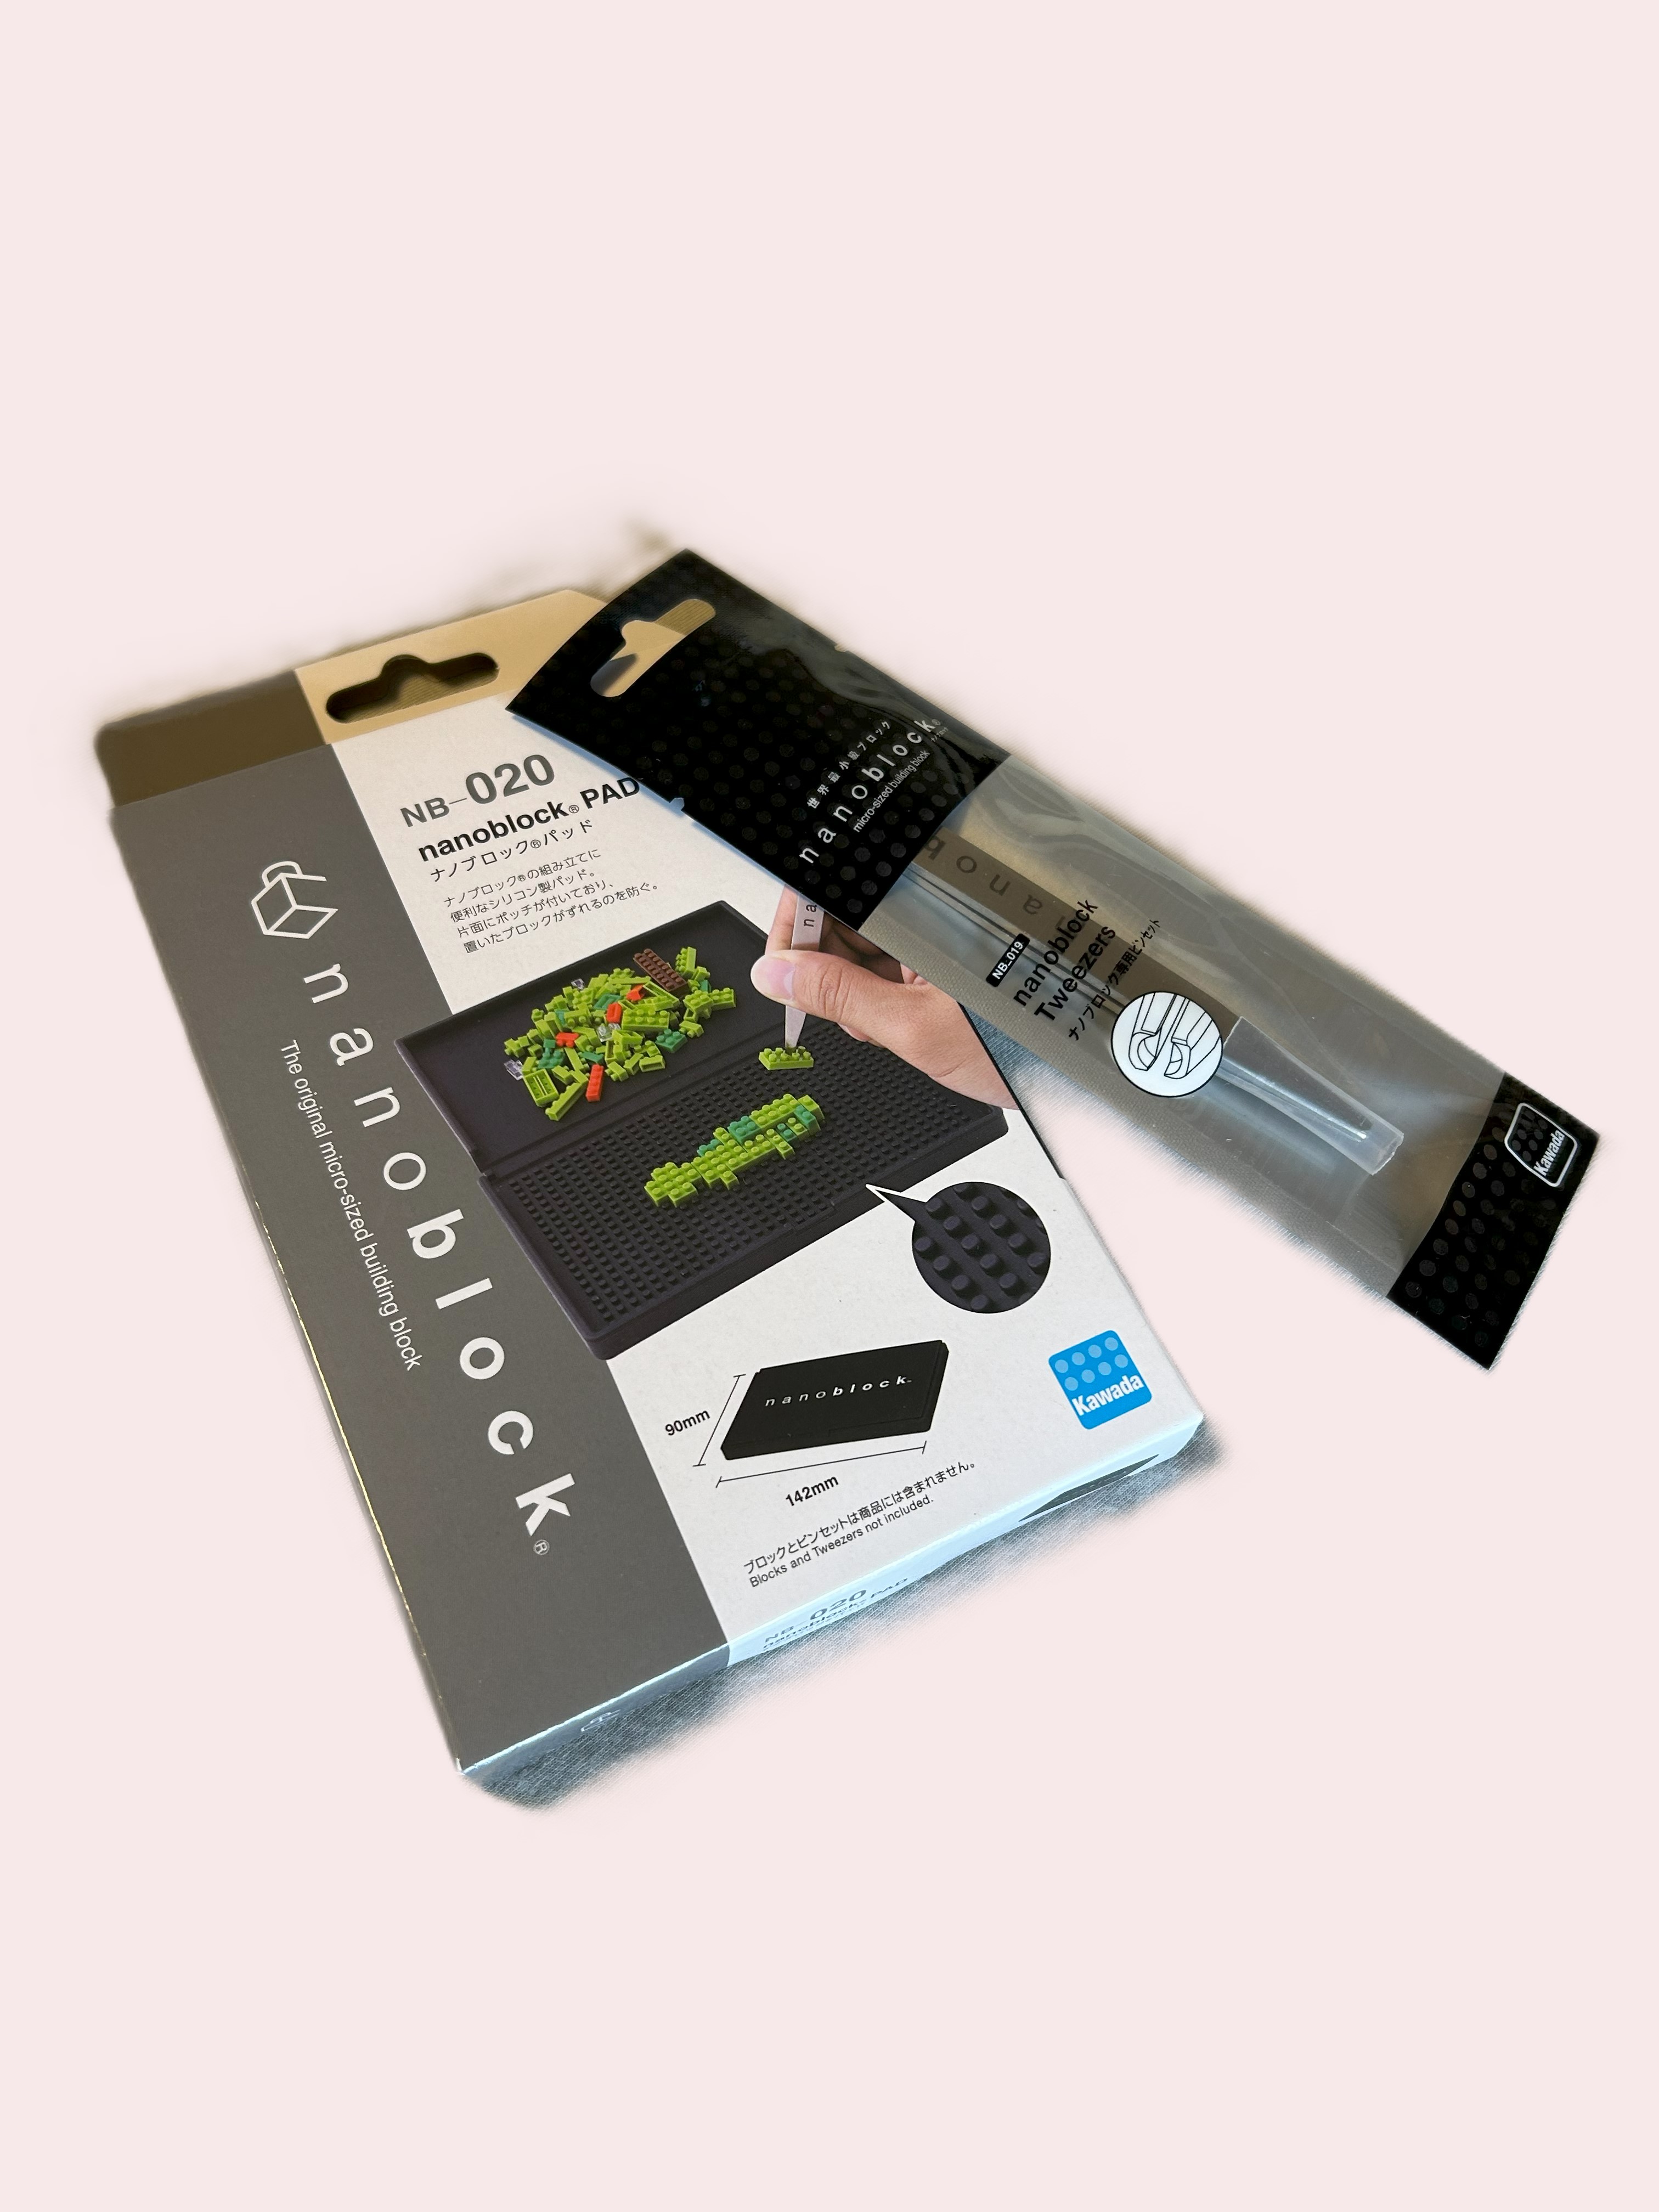 NB-020
nanoblock® PAD
ナノブロック®パッド
ナノブロック®の組み立てに
便利なシリコン製パッド。
片面にポッチが付いており、
置いたブロックがずれるのを防ぐ。
nanoblock®
The original micro-sized building block
na
nanoblock™
90mm
142mm
Kawada
ブロックとピンセットは商品には含まれません。
Blocks and Tweezers not included.
NB-020
nanoblock® PAD
世界最小級ブロック
nanoblock®
micro-sized building block
nanob
NB_019
nanoblock
Tweezers
ナノブロック専用ピンセット
Kawada